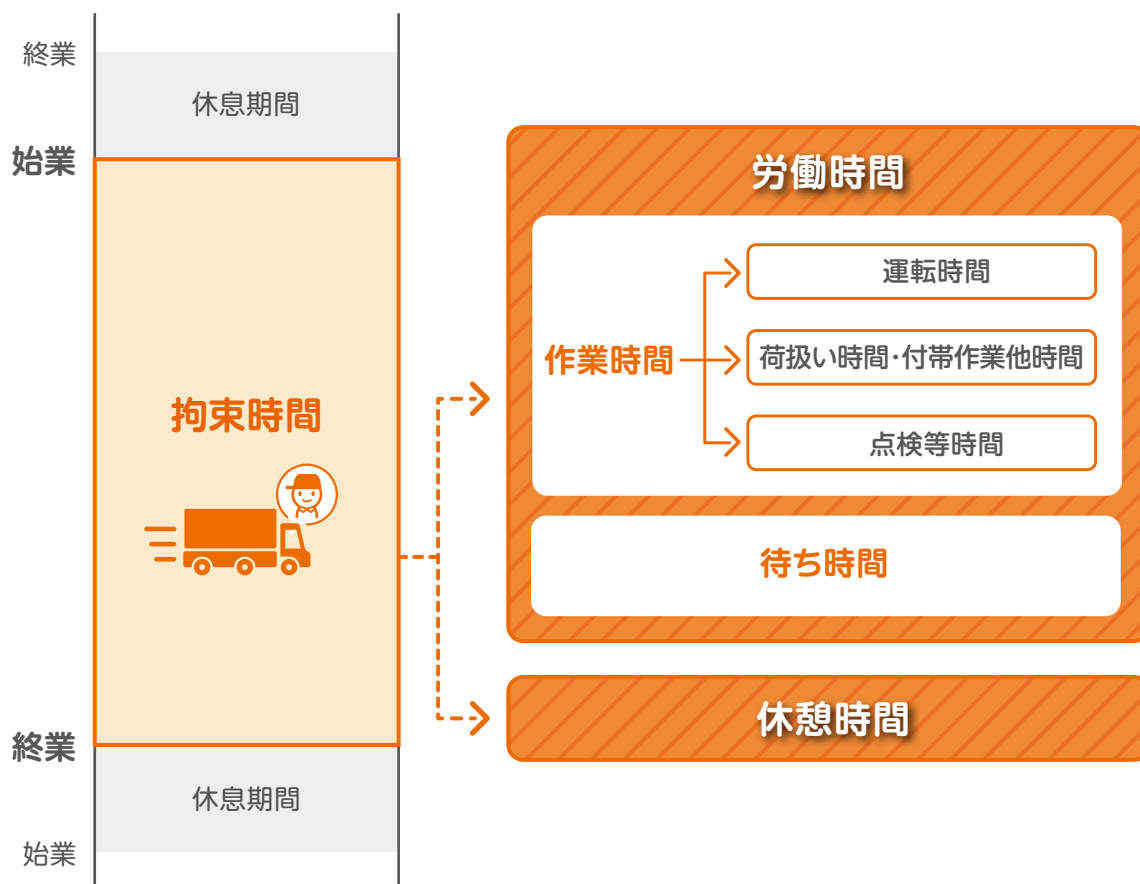 終業
休息期間
始業
拘束時間
終業
休息期間
始業
労働時間
作業時間
運転時間
荷扱い時間･付帯作業他時間
点検等時間
待ち時間
休憩時間